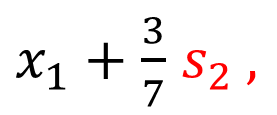 x₁ + 3/7 s₂ ,